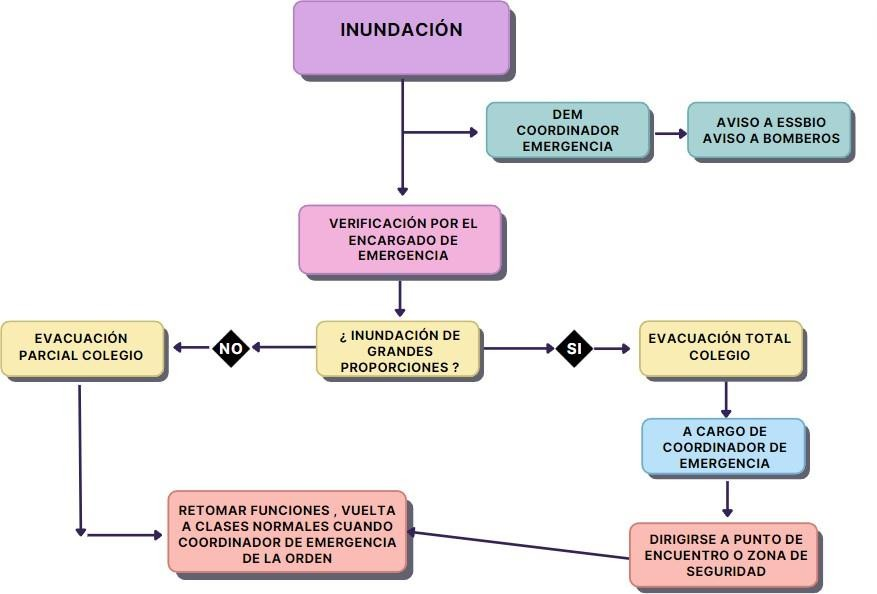 INUNDACIÓN
DEM
COORDINADOR
EMERGENCIA
AVISO A ESSBIO
AVISO A BOMBEROS
VERIFICACIÓN POR EL
ENCARGADO DE
EMERGENCIA
EVACUACIÓN
PARCIAL COLEGIO
NO
¿ INUNDACIÓN DE
GRANDES
PROPORCIONES ?
SI
EVACUACIÓN TOTAL
COLEGIO
A CARGO DE
COORDINADOR DE
EMERGENCIA
RETOMAR FUNCIONES , VUELTA
A CLASES NORMALES CUANDO
COORDINADOR DE EMERGENCIA
DE LA ORDEN
DIRIGIRSE A PUNTO DE
ENCUENTRO O ZONA DE
SEGURIDAD